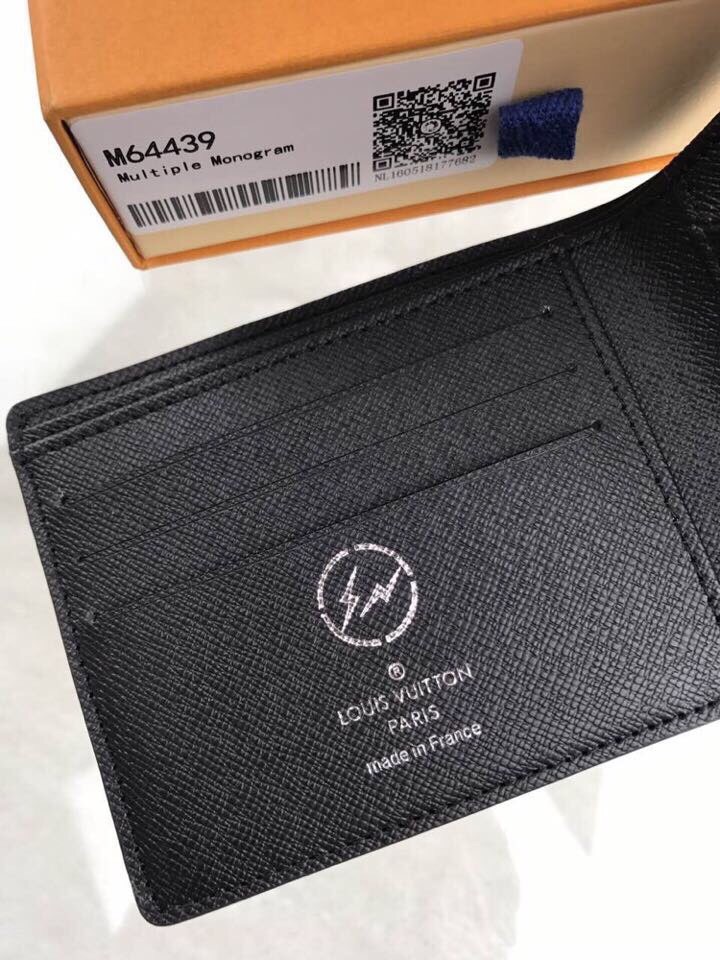 M64439
Multiple Monogram
NL160518177682
®
LOUIS VUITTON
PARIS
made in France